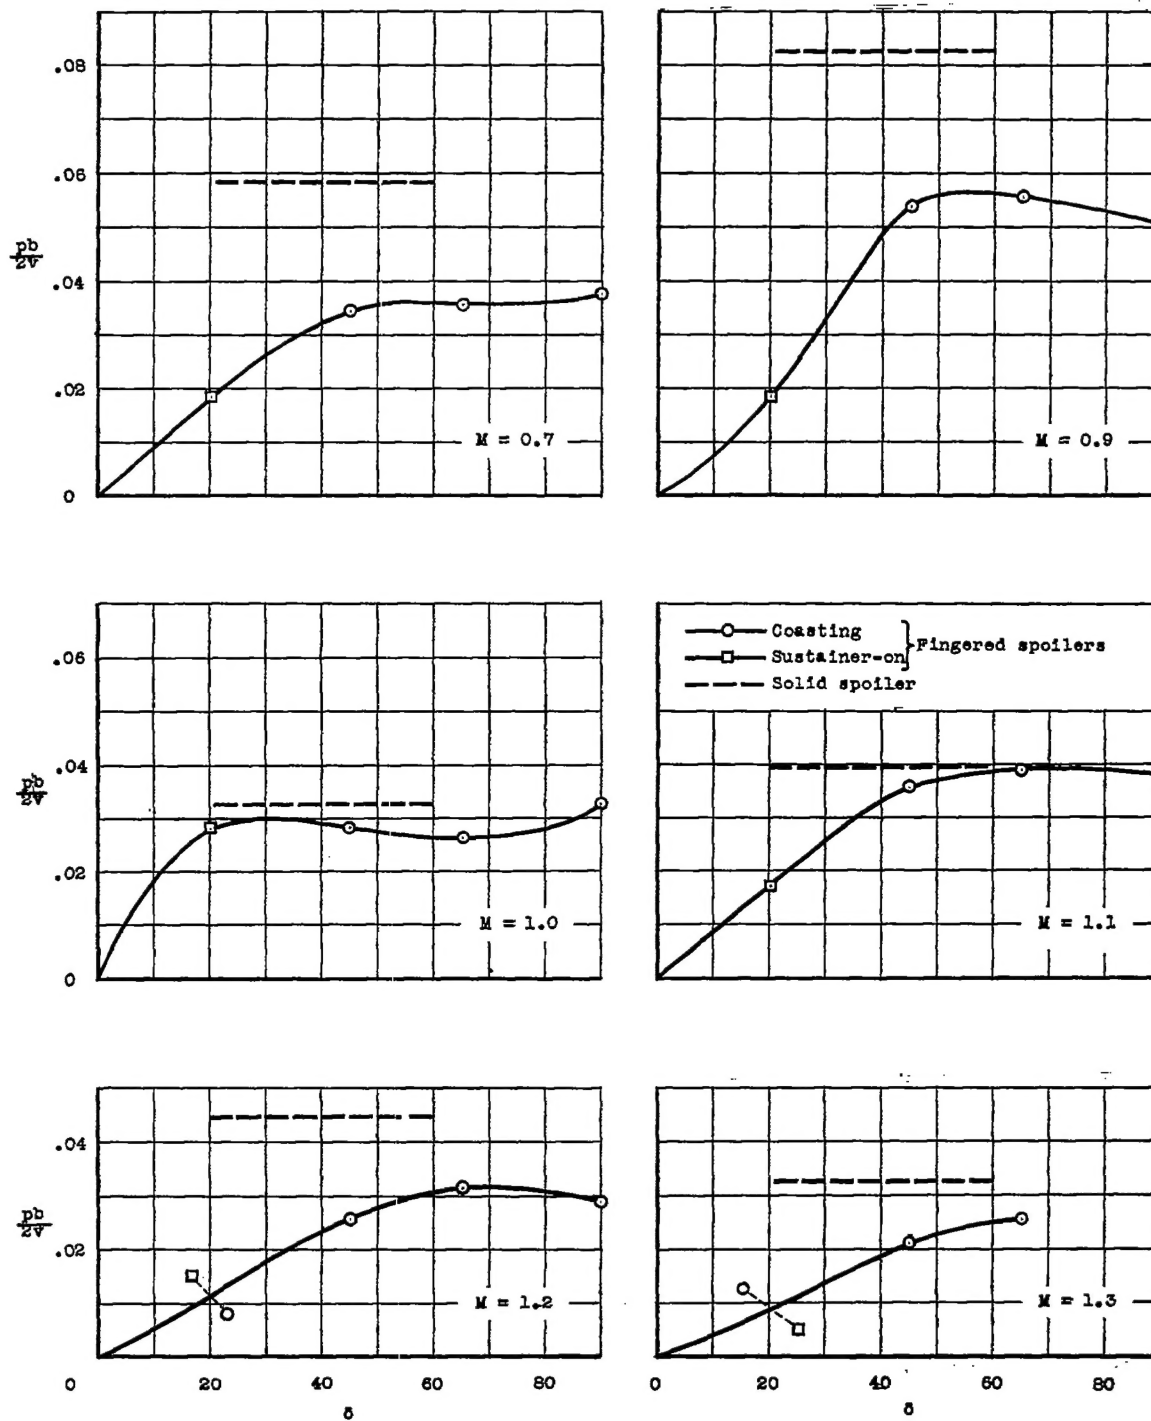 .08
.06
pb
2V
.04
.02
0
M = 0.7
M = 0.9
.06
.04
pb
2V
.02
0
M = 1.0
Coasting
Sustainer-on
Fingered spoilers
Solid spoiler
M = 1.1
.04
pb
2V
.02
0
M = 1.2
M = 1.3
20
40
60
80
δ
0
20
40
60
80
δ